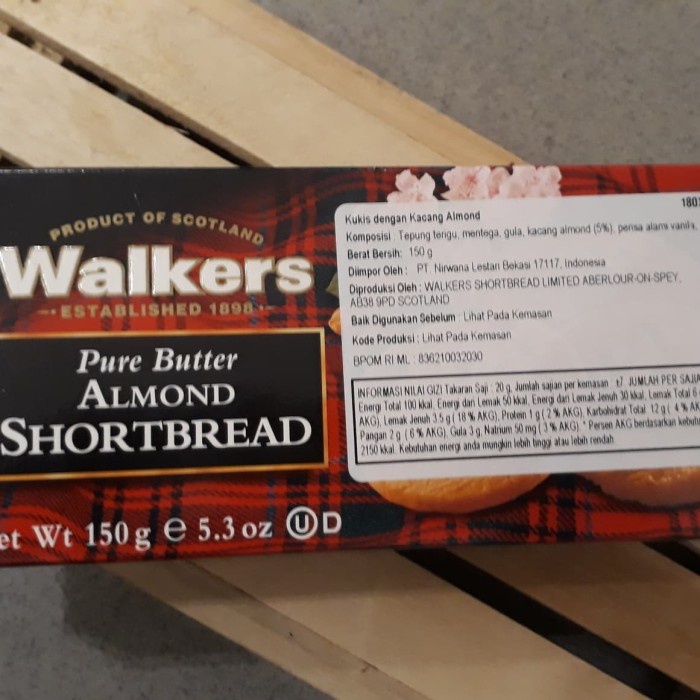 PRODUCT OF SCOTLAND
Walkers
ESTABLISHED 1898
Pure Butter
ALMOND
SHORTBREAD
et Wt 150 g e 5.3 oz U D
180
Kukis dengan Kacang Almond
Komposisi : Tepung terigu, mentega, gula, kacang almond (5%), perisa alami vanila,
Berat Bersih: 150 g
Diimpor Oleh : PT. Nirwana Lestari Bekasi 17117, Indonesia
Diproduksi Oleh : WALKERS SHORTBREAD LIMITED ABERLOUR-ON-SPEY,
AB38 9PD SCOTLAND
Baik Digunakan Sebelum : Lihat Pada Kemasan
Kode Produksi : Lihat Pada Kemasan
BPOM RI ML : 836210032030
INFORMASI NILAI GIZI Takaran Saji : 20 g, Jumlah sajian per kemasan : ±7. JUMLAH PER SAJIA
Energi Total 100 kkal, Energi dari Lemak 50 kkal, Energi dari Lemak Jenuh 30 kkal, Lemak Total 6
AKG), Lemak Jenuh 3.5 g ( 18 % AKG), Protein 1 g ( 2 % AKG), Karbohidrat Total 12 g ( 4 % AK
Pangan 2 g ( 6 % AKG), Gula 3 g, Natrium 50 mg ( 3 % AKG). * Persen AKG berdasarkan kebut
2150 kkal. Kebutuhan energi anda mungkin lebih tinggi atau lebih rendah.